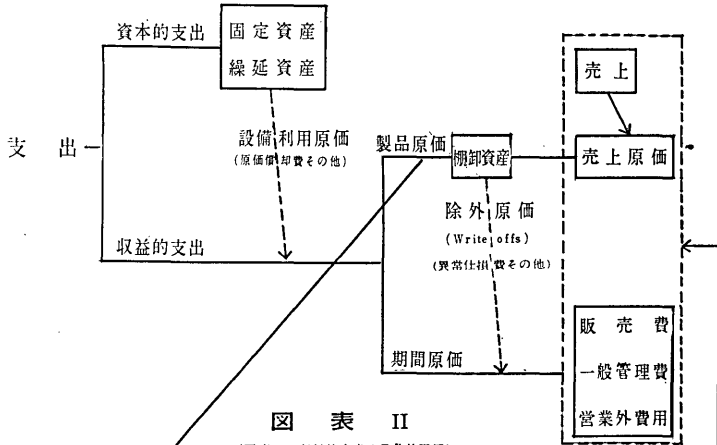 資本的支出
固定資産
繰延資産
売上
支出
設備利用原価
(原価償却費その他)
製品原価
棚卸資産
売上原価
除外原価
(Write offs)
(異常仕損費その他)
収益的支出
販売費
期間原価
一般管理費
営業外費用
図表 II